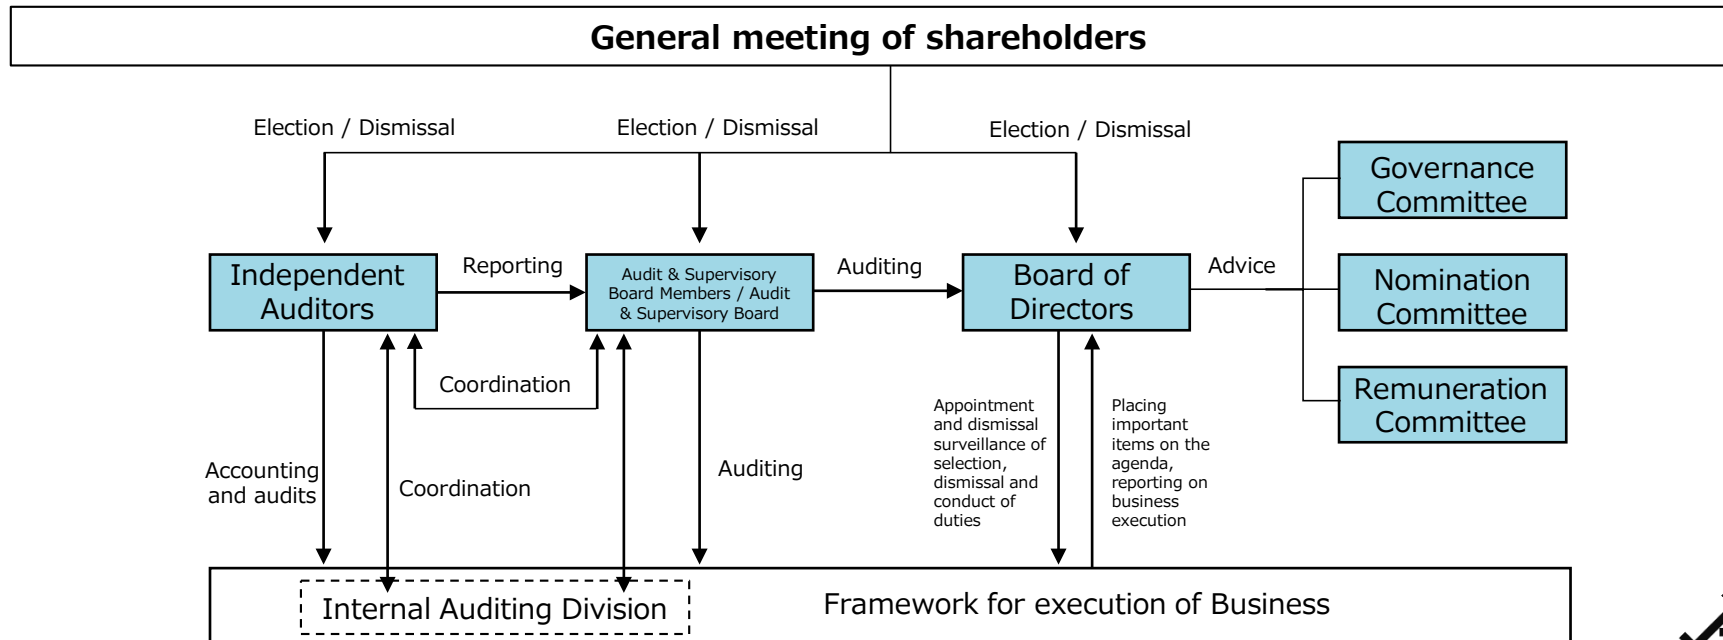 General meeting of shareholders
Election / Dismissal
Election / Dismissal
Election / Dismissal
Governance
Committee
Independent
Auditors
Reporting
Audit & Supervisory
Board Members / Audit
& Supervisory Board
Auditing
Board of
Directors
Advice
Nomination
Committee
Coordination
Remuneration
Committee
Accounting
and audits
Coordination
Auditing
Appointment
and dismissal
surveillance of
selection,
dismissal and
conduct of
duties
Placing
important
items on the
agenda,
reporting on
business
execution
Internal Auditing Division
Framework for execution of Business